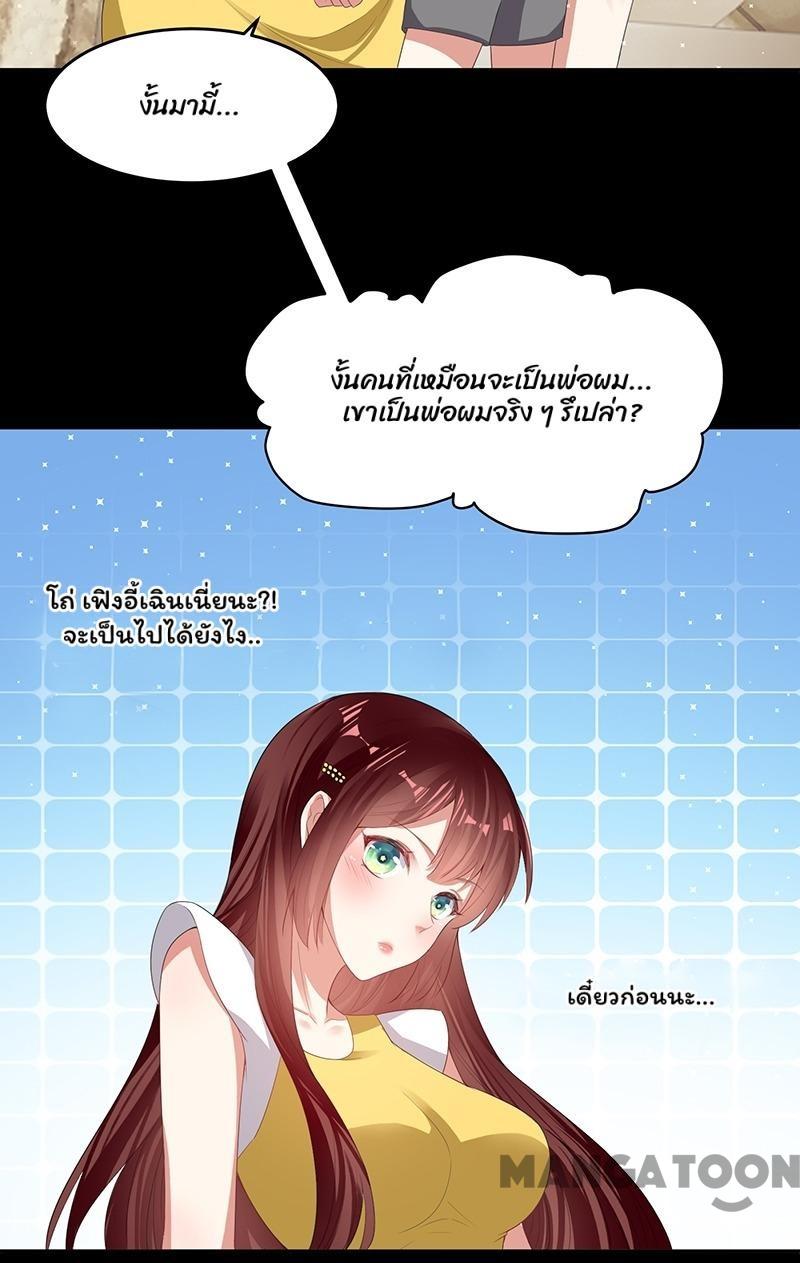 งั้นมามี้...
งั้นคนที่เหมือนจะเป็นพ่อผม...
เขาเป็นพ่อผมจริง ๆ รึเปล่า?
โถ่ เฟิงอี้เฉินเนี่ยนะ?!
จะเป็นไปได้ยังไง..
เดี๋ยวก่อนนะ...
MANGATOON